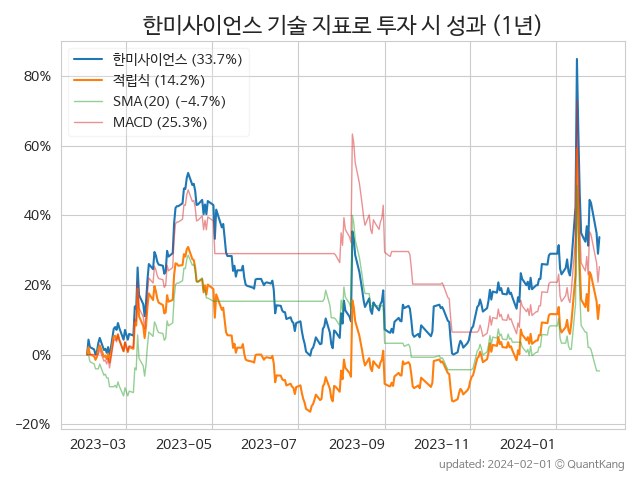 한미사이언스 기술 지표로 투자 시 성과 (1년)
한미사이언스 (33.7%)
적립식 (14.2%)
SMA(20) (-4.7%)
MACD (25.3%)
80%
60%
40%
20%
0%
-20%
2023-03 2023-05 2023-07 2023-09 2023-11 2024-01
updated: 2024-02-01 © QuantKang